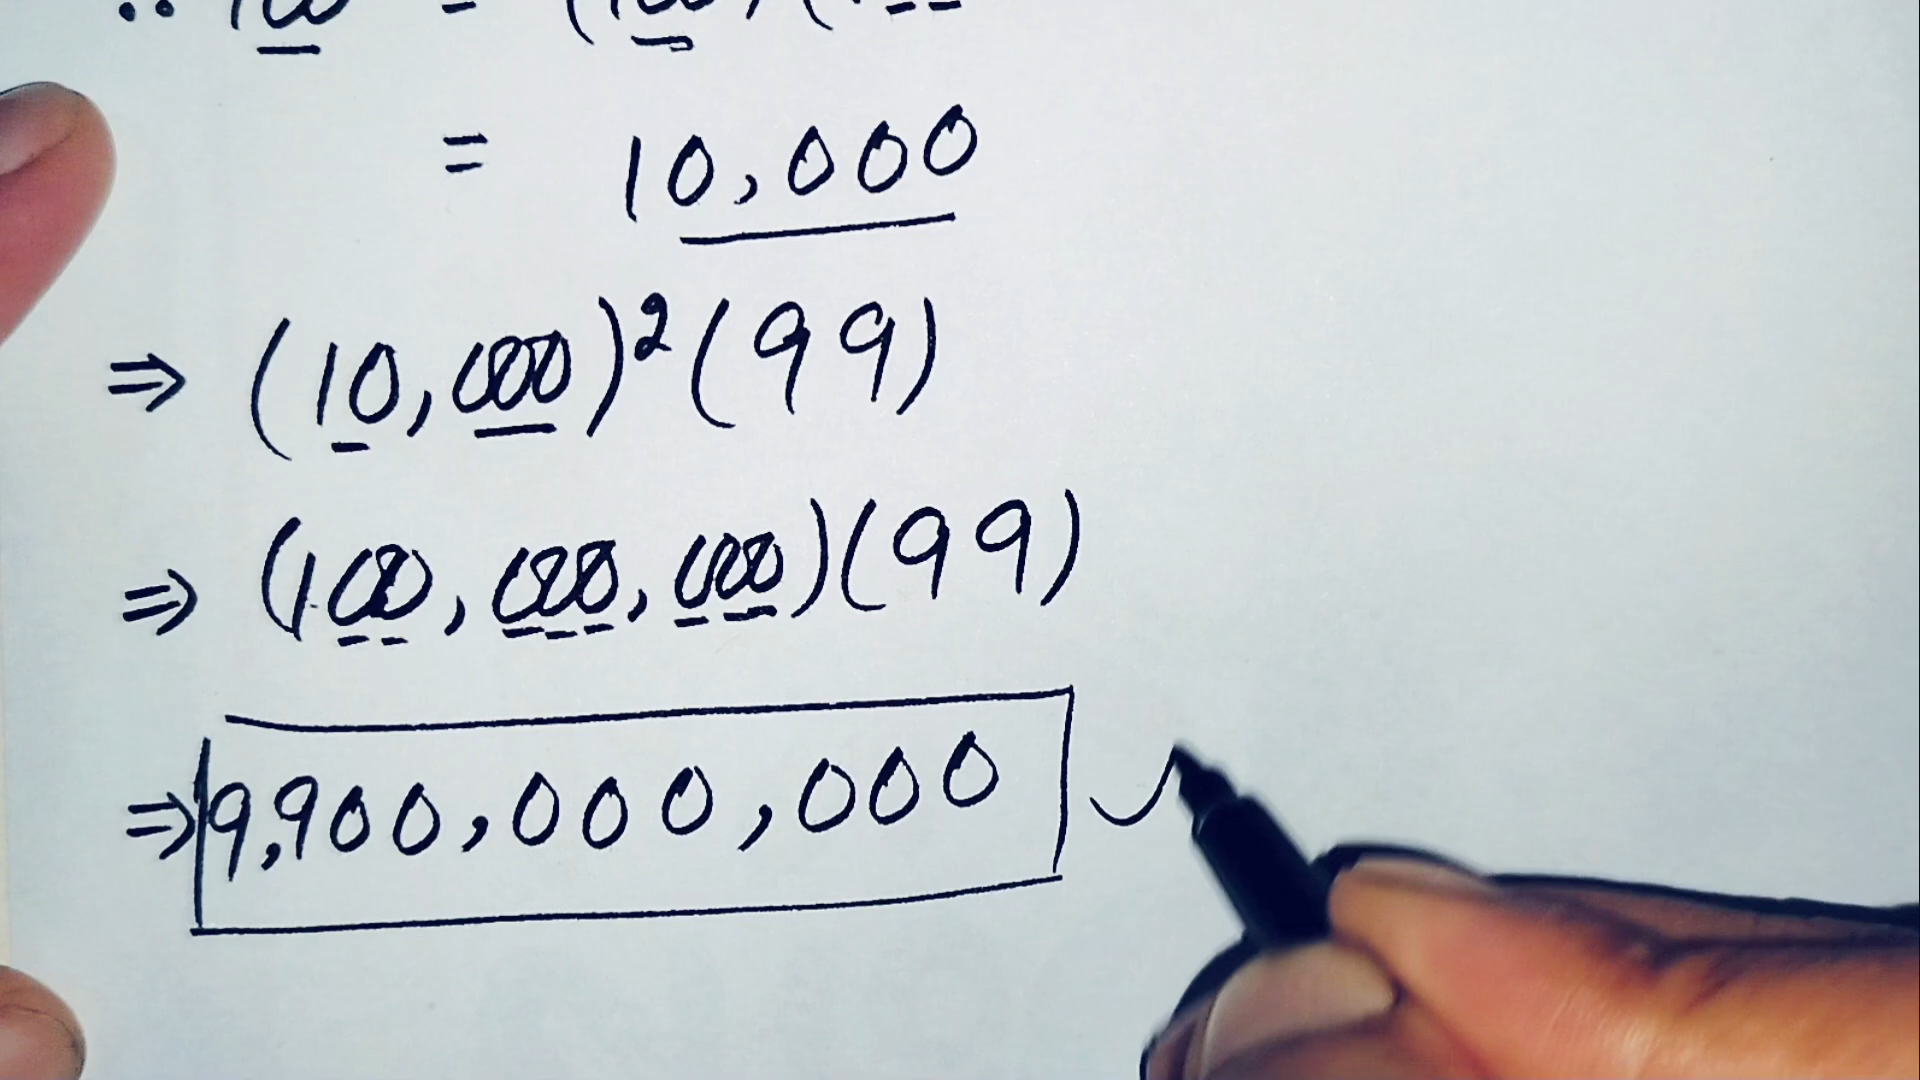 = 10,000
⇒ (10,000)²(99)
⇒ (100,000,000)(99)
⇒ 9,900,000,000 ✓